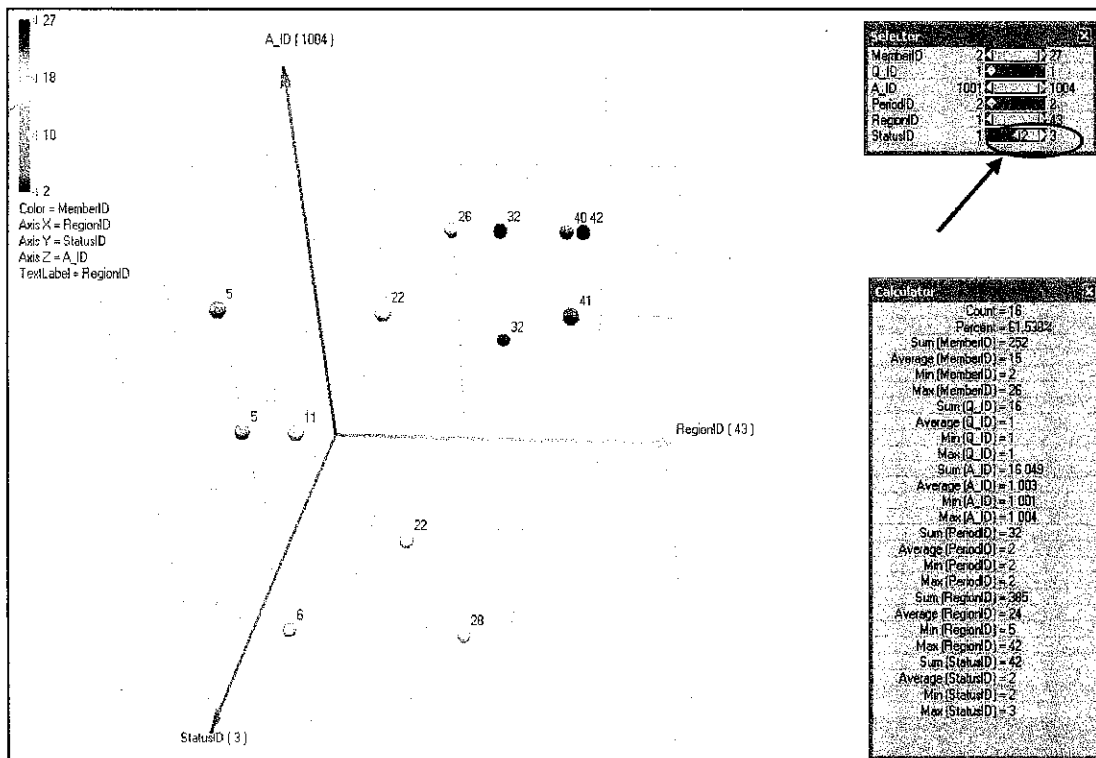 27
18
10
2
Color = MemberID
Axis X = RegionID
Axis Y = StatusID
Axis Z = A_ID
TextLabel = RegionID
A_ID ( 1004 )
26 32 40 42
5 22 41
32
5 11
RegionID ( 43 )
22
6 28
StatusID ( 3 )
Selector
MemberID 2 27
Q_ID 1 1
A_ID 1001 1004
PeriodID 2 2
RegionID 1 43
StatusID 1 2 3
Calculator
Count = 16
Percent = 61,538%
Sum (MemberID) = 252
Average (MemberID) = 15
Min (MemberID) = 2
Max (MemberID) = 26
Sum (Q_ID) = 16
Average (Q_ID) = 1
Min (Q_ID) = 1
Max (Q_ID) = 1
Sum (A_ID) = 16 049
Average (A_ID) = 1 003
Min (A_ID) = 1 001
Max (A_ID) = 1 004
Sum (PeriodID) = 32
Average (PeriodID) = 2
Min (PeriodID) = 2
Max (PeriodID) = 2
Sum (RegionID) = 385
Average (RegionID) = 24
Min (RegionID) = 5
Max (RegionID) = 42
Sum (StatusID) = 42
Average (StatusID) = 2
Min (StatusID) = 2
Max (StatusID) = 3